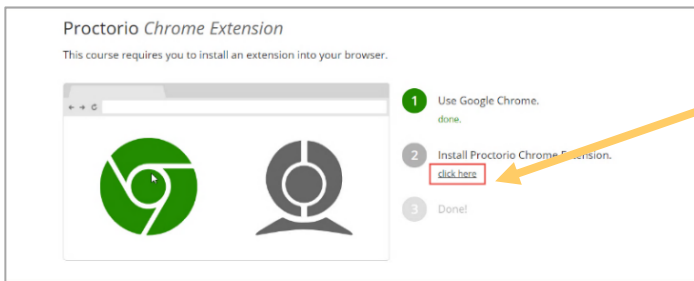 Proctorio Chrome Extension
This course requires you to install an extension into your browser.
1 Use Google Chrome.
done.
2 Install Proctorio Chrome Extension.
click here
3 Done!